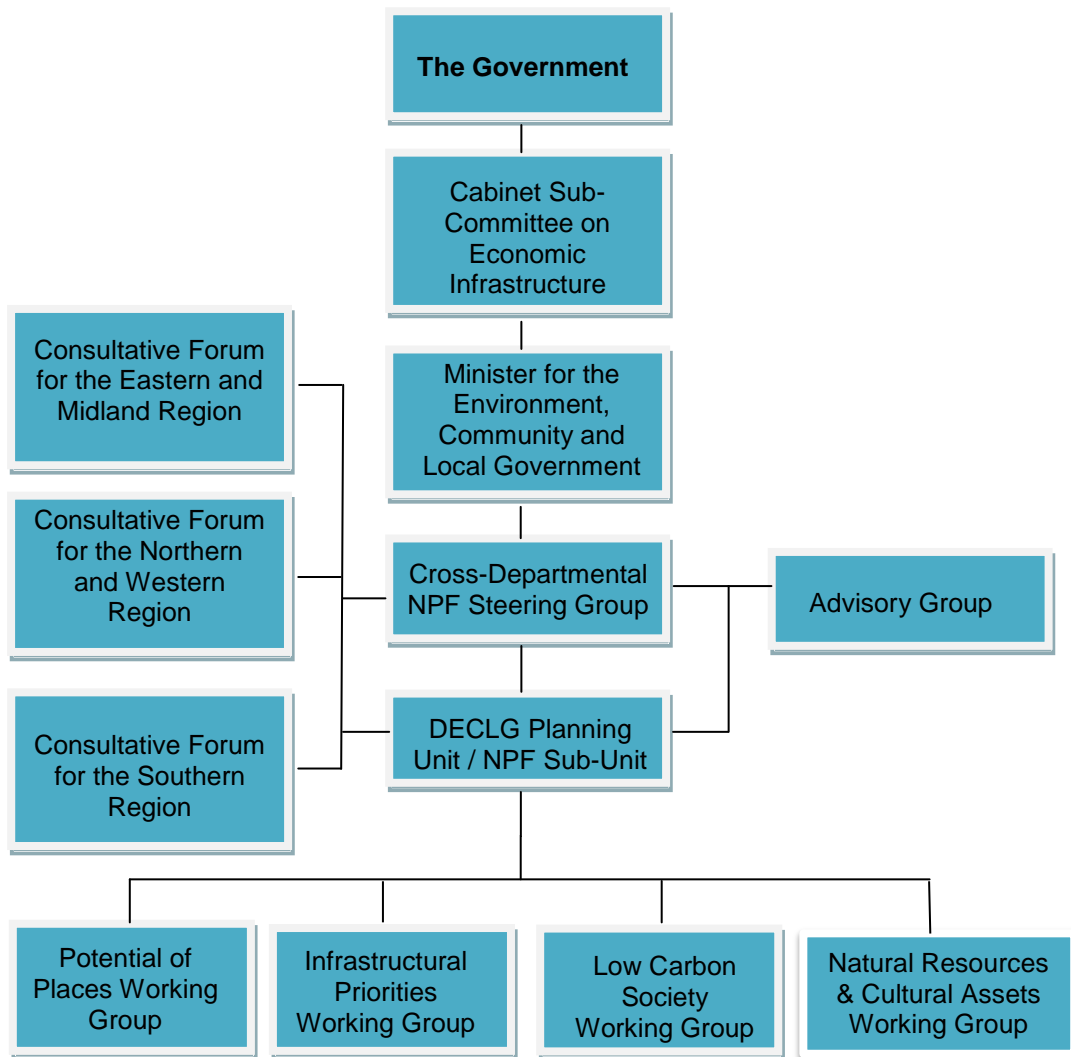 The Government
Cabinet Sub-
Committee on
Economic
Infrastructure
Consultative Forum
for the Eastern and
Midland Region
Minister for the
Environment,
Community and
Local Government
Consultative Forum
for the Northern
and Western
Region
Cross-Departmental
NPF Steering Group
Advisory Group
Consultative Forum
for the Southern
Region
DECLG Planning
Unit / NPF Sub-Unit
Potential of
Places Working
Group
Infrastructural
Priorities
Working Group
Low Carbon
Society
Working Group
Natural Resources
& Cultural Assets
Working Group